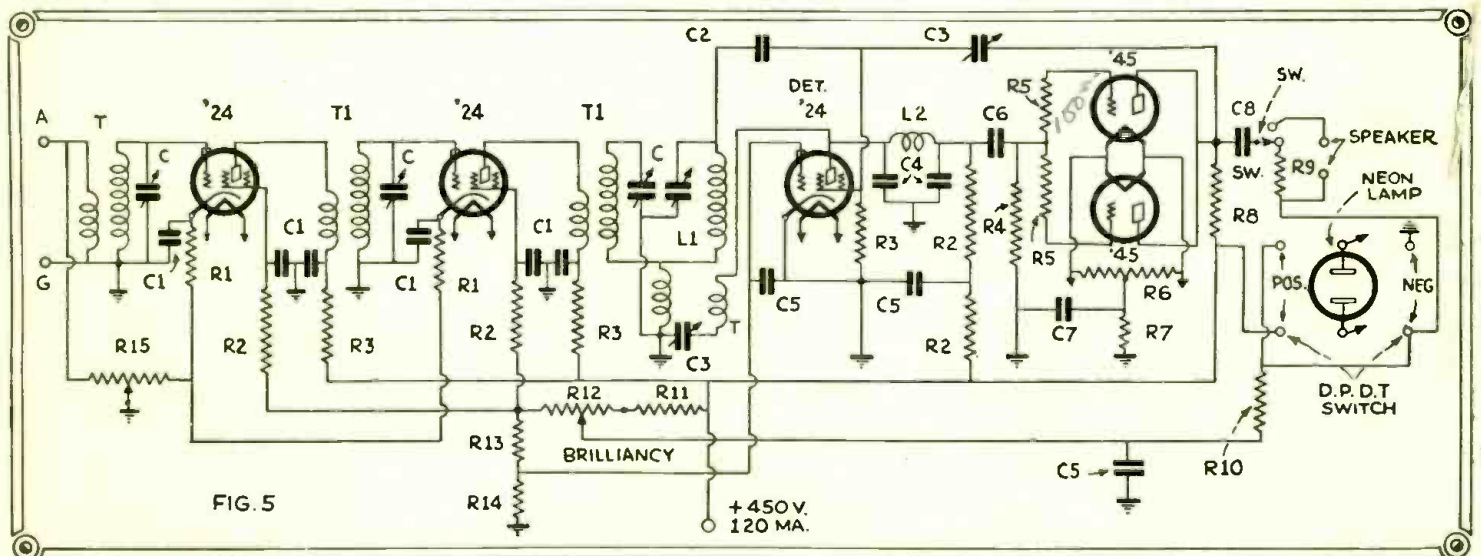 C2
C3
'45
DET.
'24
'24
'24
SW.
A
T
T1
T1
L2
C6
R5
C8
SPEAKER
C
C
C
C4
SW.
R9
NEON
LAMP
L1
R3
R2
R4
R5
R8
C1
C1
G
C1
R1
C1
R1
'45
R6
POS.
NEG
C5
C5
T
C3
C7
R7
R2
R3
R2
R3
R2
R15
R12
R11
D.P.D.T
SWITCH
R13
BRILLIANCY
C5
R10
FIG. 5
R14
+450 V.
120 MA.